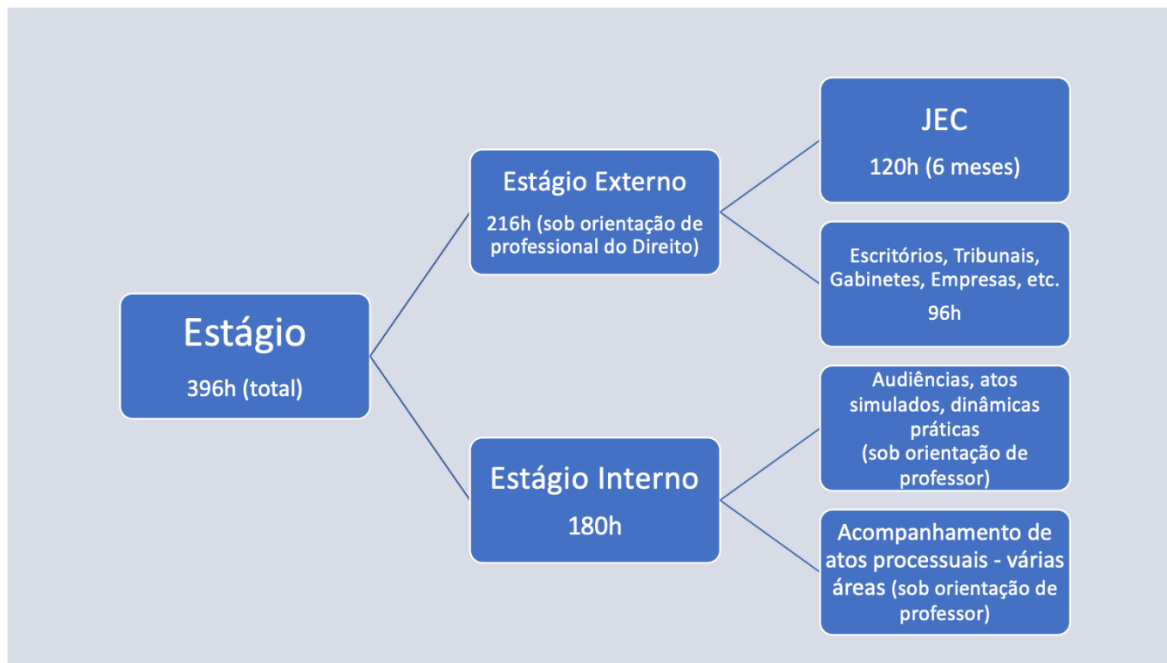 Estágio
396h (total)
Estágio Externo
216h (sob orientação de
professional do Direito)
JEC
120h (6 meses)
Escritórios, Tribunais,
Gabinetes, Empresas, etc.
96h
Estágio Interno
180h
Audiências, atos
simulados, dinâmicas
práticas
(sob orientação de
professor)
Acompanhamento de
atos processuais - várias
áreas (sob orientação de
professor)